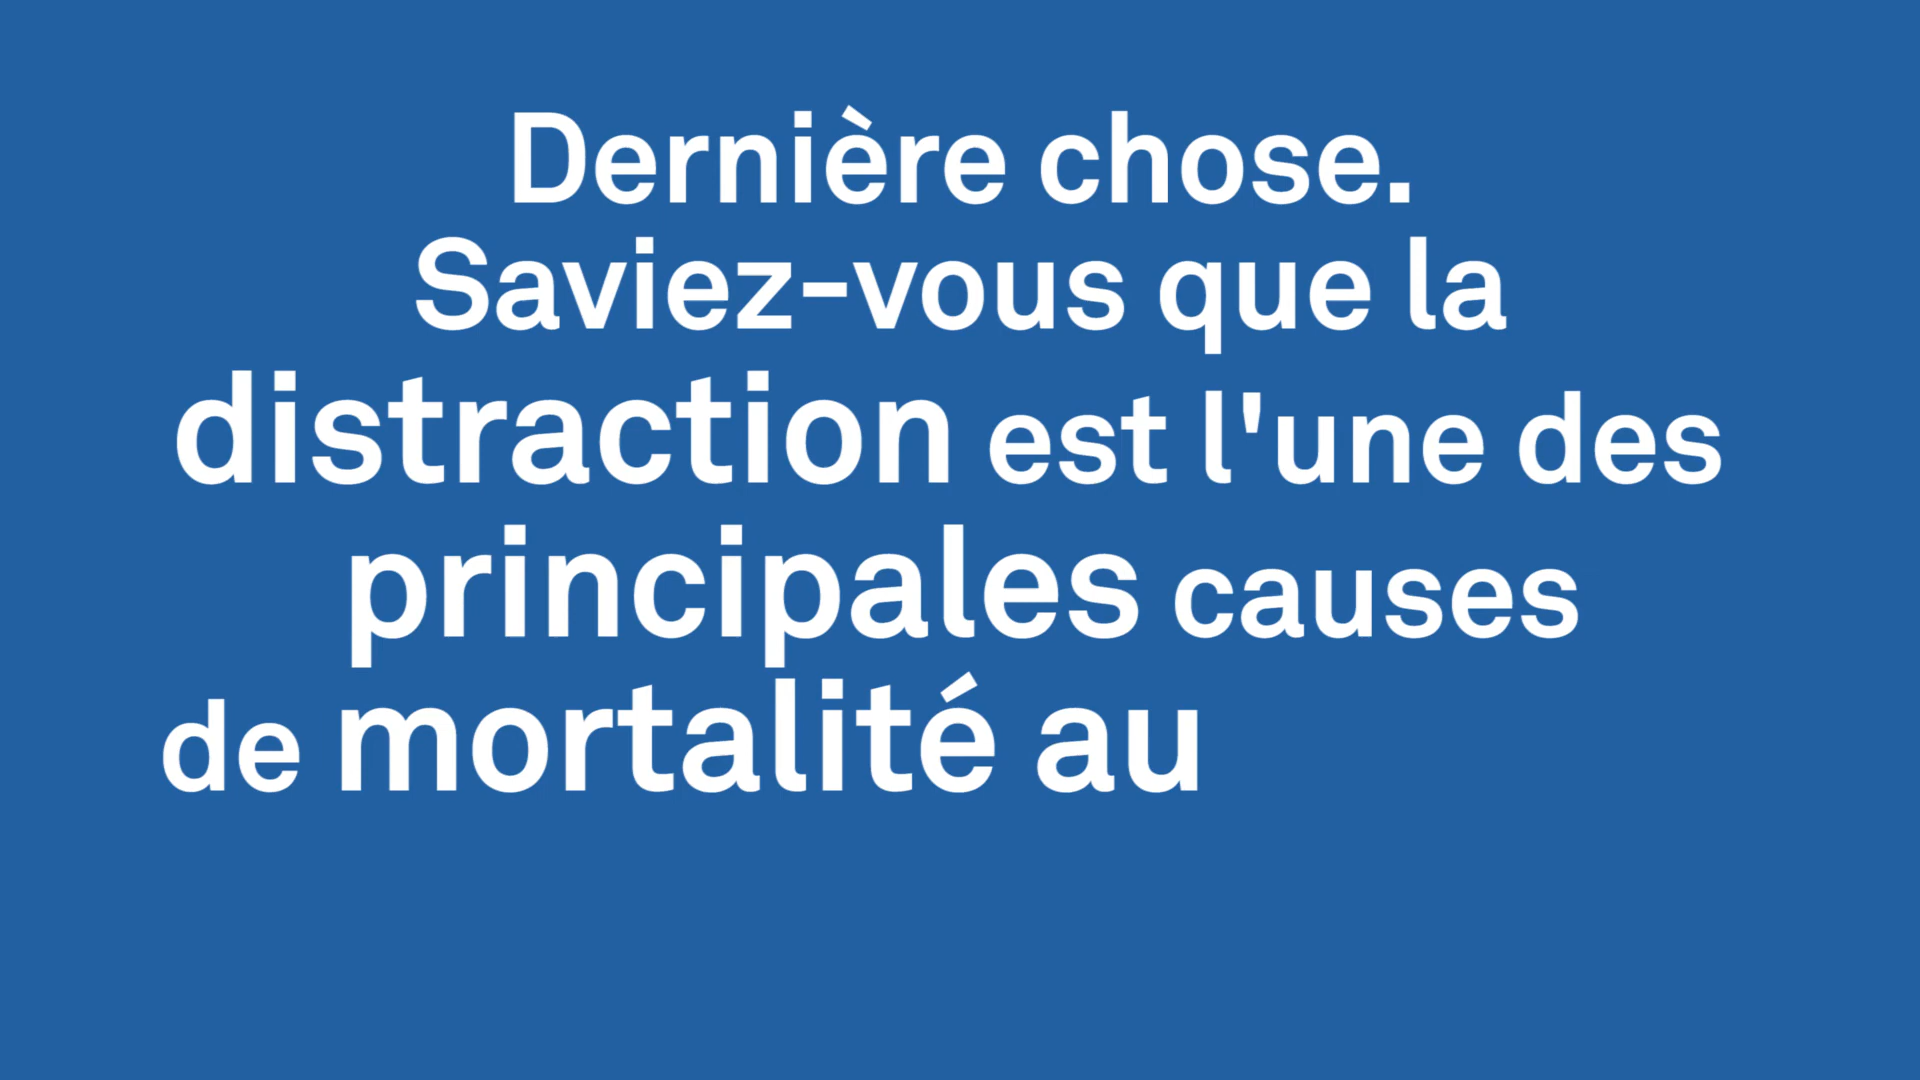 Dernière chose.
Saviez-vous que la
distraction est l'une des
principales causes
de mortalité au